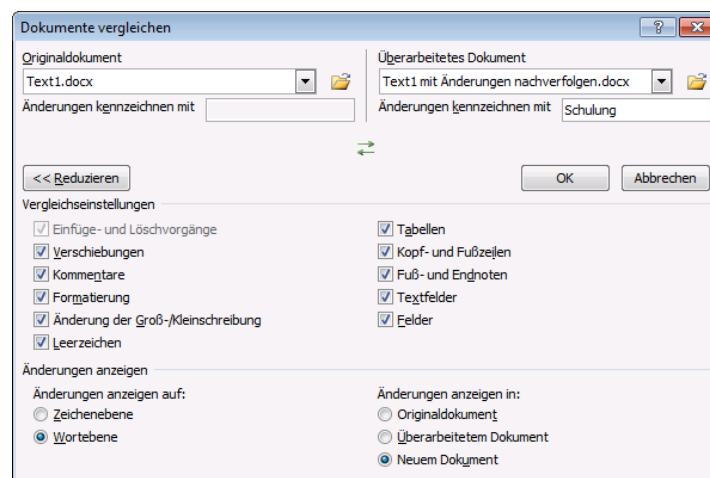 Dokumente vergleichen
Originaldokument
Text1.docx
Änderungen kennzeichnen mit
Überarbeitetes Dokument
Text1 mit Änderungen nachverfolgen.docx
Änderungen kennzeichnen mit Schulung
<< Reduzieren
OK
Abbrechen
Vergleichseinstellungen
Einfüge- und Löschvorgänge
Verschiebungen
Kommentare
Formatierung
Änderung der Groß-/Kleinschreibung
Leerzeichen
Tabellen
Kopf- und Fußzeilen
Fuß- und Endnoten
Textfelder
Felder
Änderungen anzeigen
Änderungen anzeigen auf:
Zeichenebene
Wortebene
Änderungen anzeigen in:
Originaldokument
Überarbeitetem Dokument
Neuem Dokument